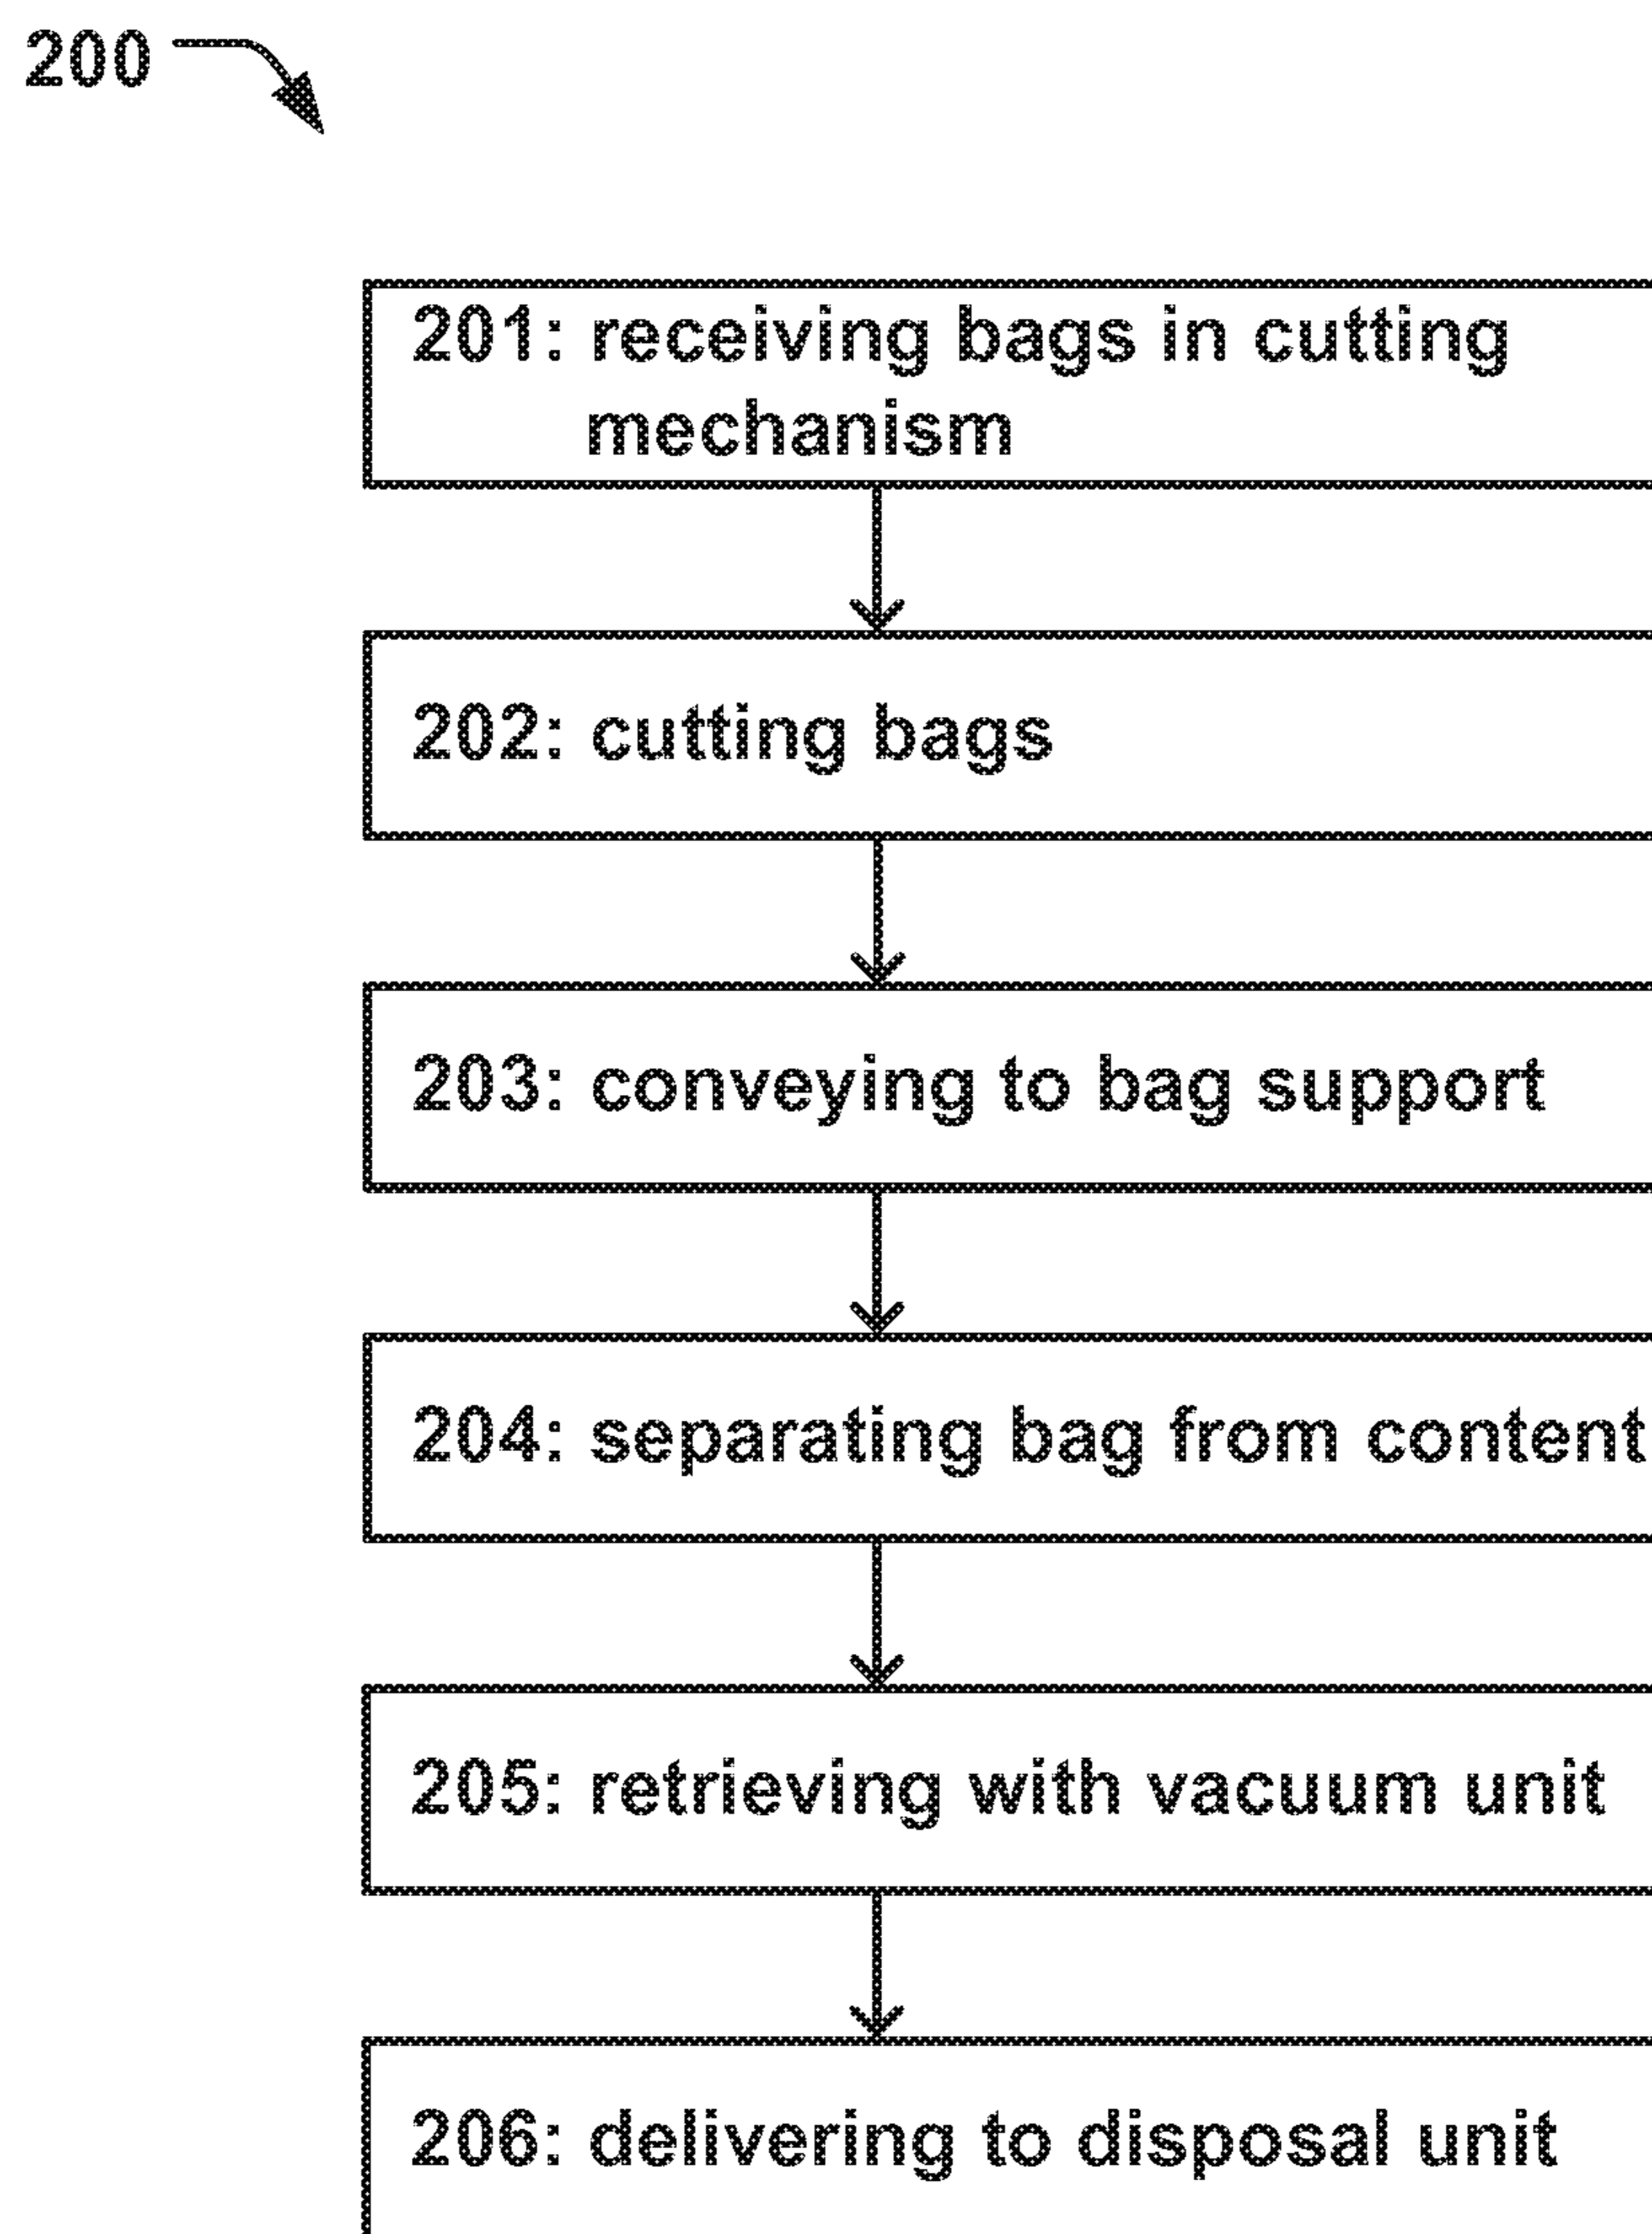 200
201: receiving bags in cutting
mechanism
202: cutting bags
203: conveying to bag support
204: separating bag from content
205: retrieving with vacuum unit
206: delivering to disposal unit